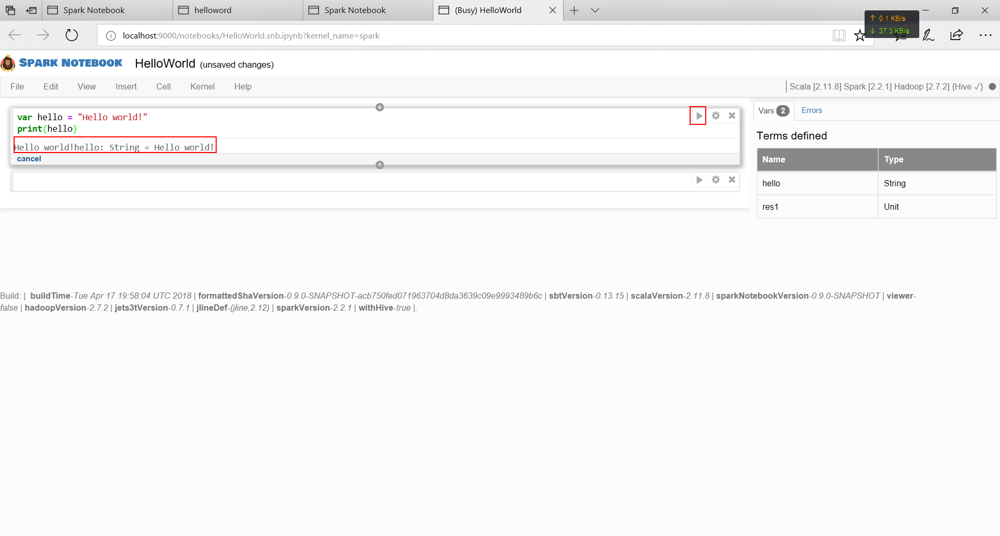 Spark Notebook
helloword
Spark Notebook
(Busy) HelloWorld
↑ 0.1 KB/s
↓ 37.3 KB/s
localhost:9000/notebooks/HelloWorld.snb.ipynb?kernel_name=spark
SPARK NOTEBOOK HelloWorld (unsaved changes)
File Edit View Insert Cell Kernel Help
Scala [2.11.8] Spark [2.2.1] Hadoop [2.7.2] {Hive ✓}
var hello = "Hello world!"
print(hello)
Hello world!hello: String = Hello world!
cancel
Vars 2 Errors
Terms defined
Name Type
hello String
res1 Unit
Build: | buildTime-Tue Apr 17 19:58:04 UTC 2018 | formattedShaVersion-0.9.0-SNAPSHOT-acb750fed071963704d8da3639c09e9993489b6c | sbtVersion-0.13.15 | scalaVersion-2.11.8 | sparkNotebookVersion-0.9.0-SNAPSHOT | viewer-
false | hadoopVersion-2.7.2 | jets3tVersion-0.7.1 | jlineDef-(jline,2.12) | sparkVersion-2.2.1 | withHive-true |.